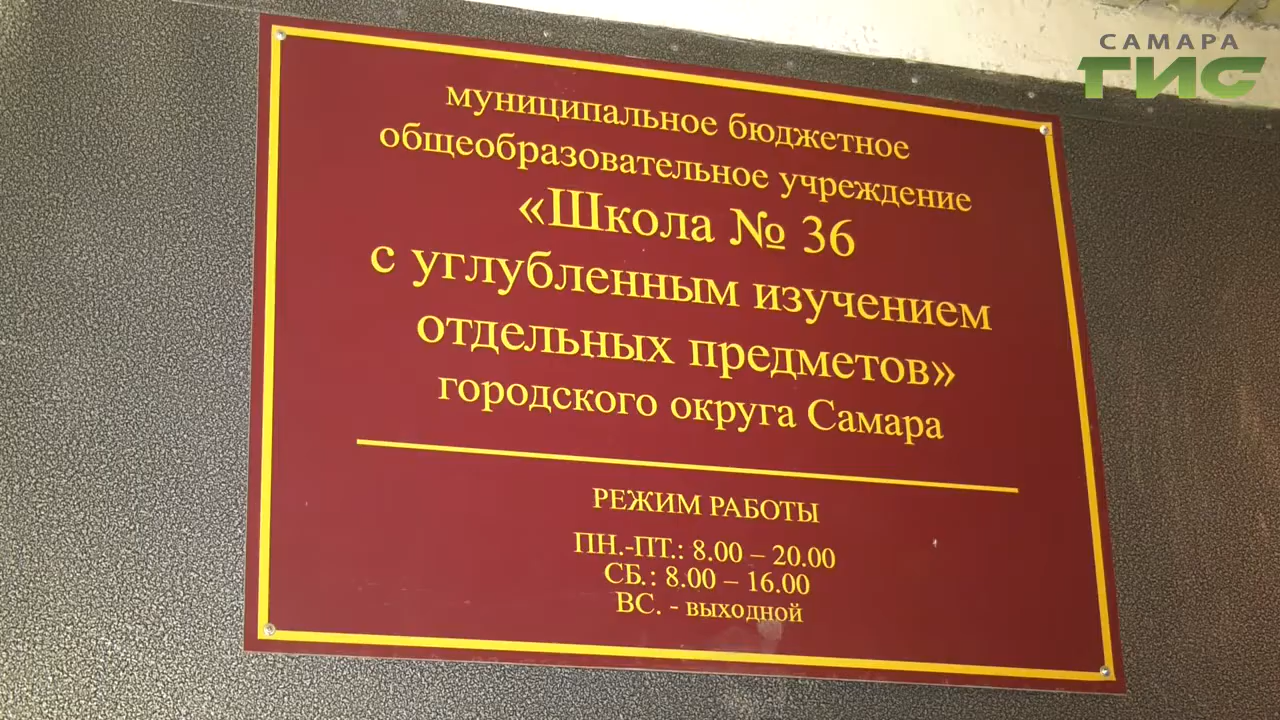 САМАРА
ГИС
муниципальное бюджетное
общеобразовательное учреждение
«Школа № 36
с углубленным изучением
отдельных предметов»
городского округа Самара
РЕЖИМ РАБОТЫ
ПН.-ПТ.: 8.00 – 20.00
СБ.: 8.00 – 16.00
ВС. - выходной